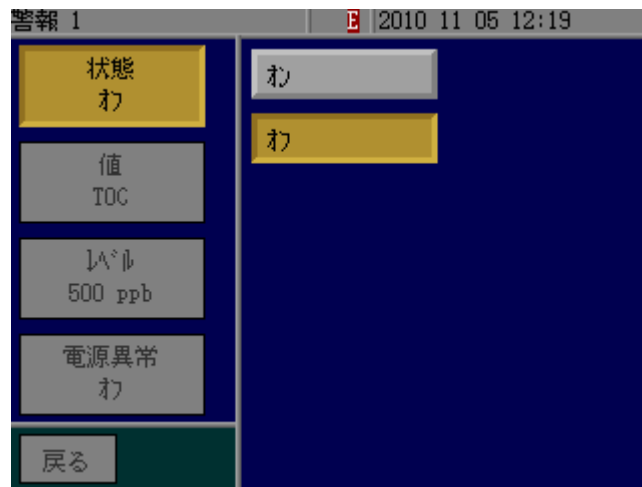 警報 1
E
2010 11 05 12:19
状態
ｵﾌ
値
TOC
ﾚﾍﾞﾙ
500 ppb
電源異常
ｵﾌ
戻る
ｵﾝ
ｵﾌ